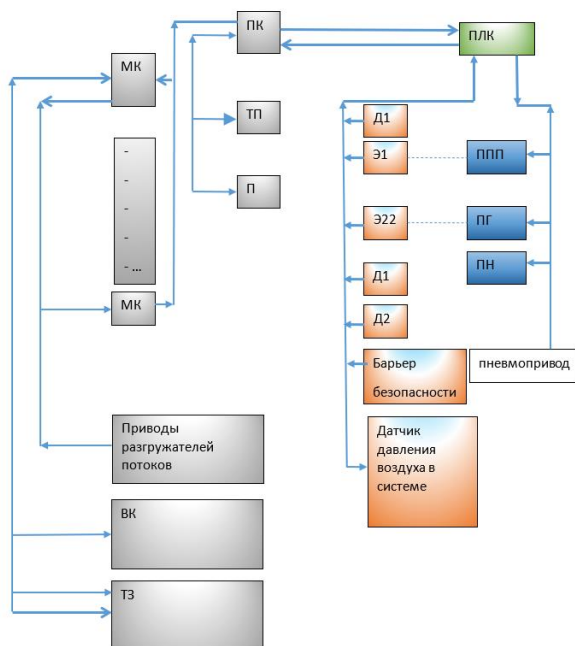 ПК
ПЛК
МК
ТП
П
-
-
-
-
- ...
МК
Д1
Э1
ППП
Э22
ПГ
ПН
Д1
Д2
Барьер
безопасности
пневмопривод
Приводы
разгружателей
потоков
Датчик
давления
воздуха в
системе
ВК
ТЗ